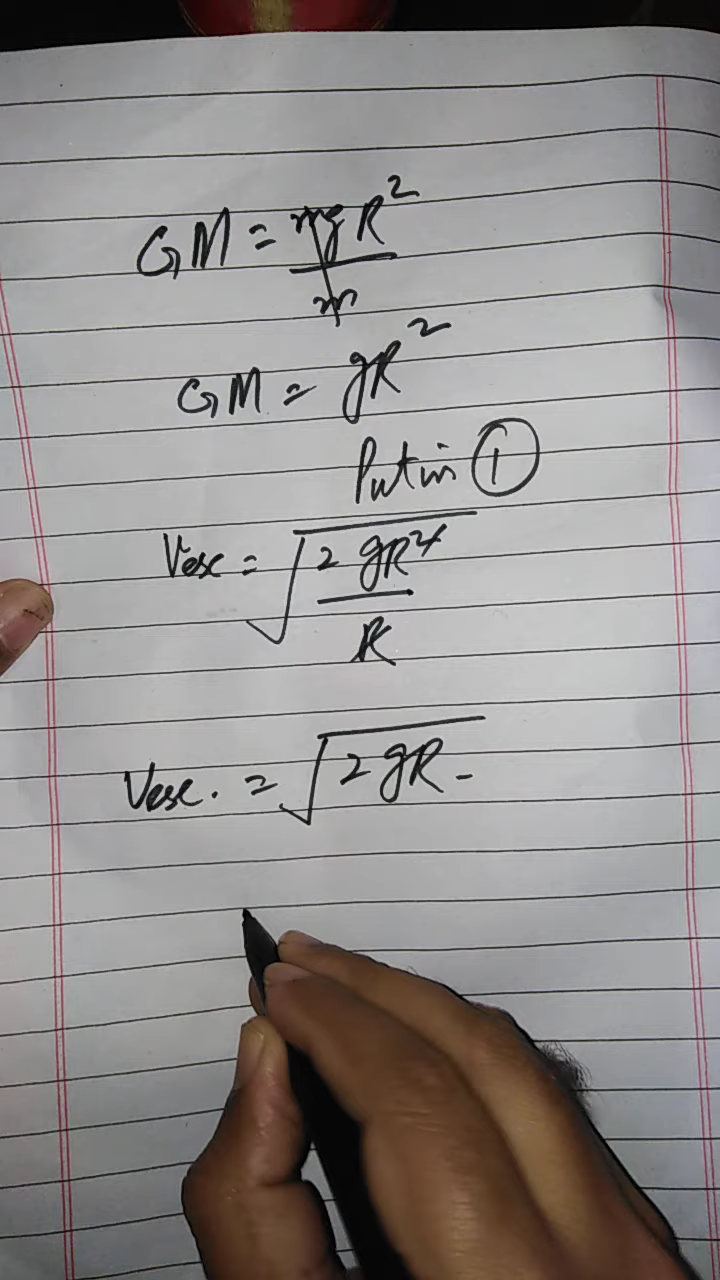 GM = mgR²/m
GM = gR²
Put in ①
Vesc = √(2gR²/R)
Vesc. = √2gR